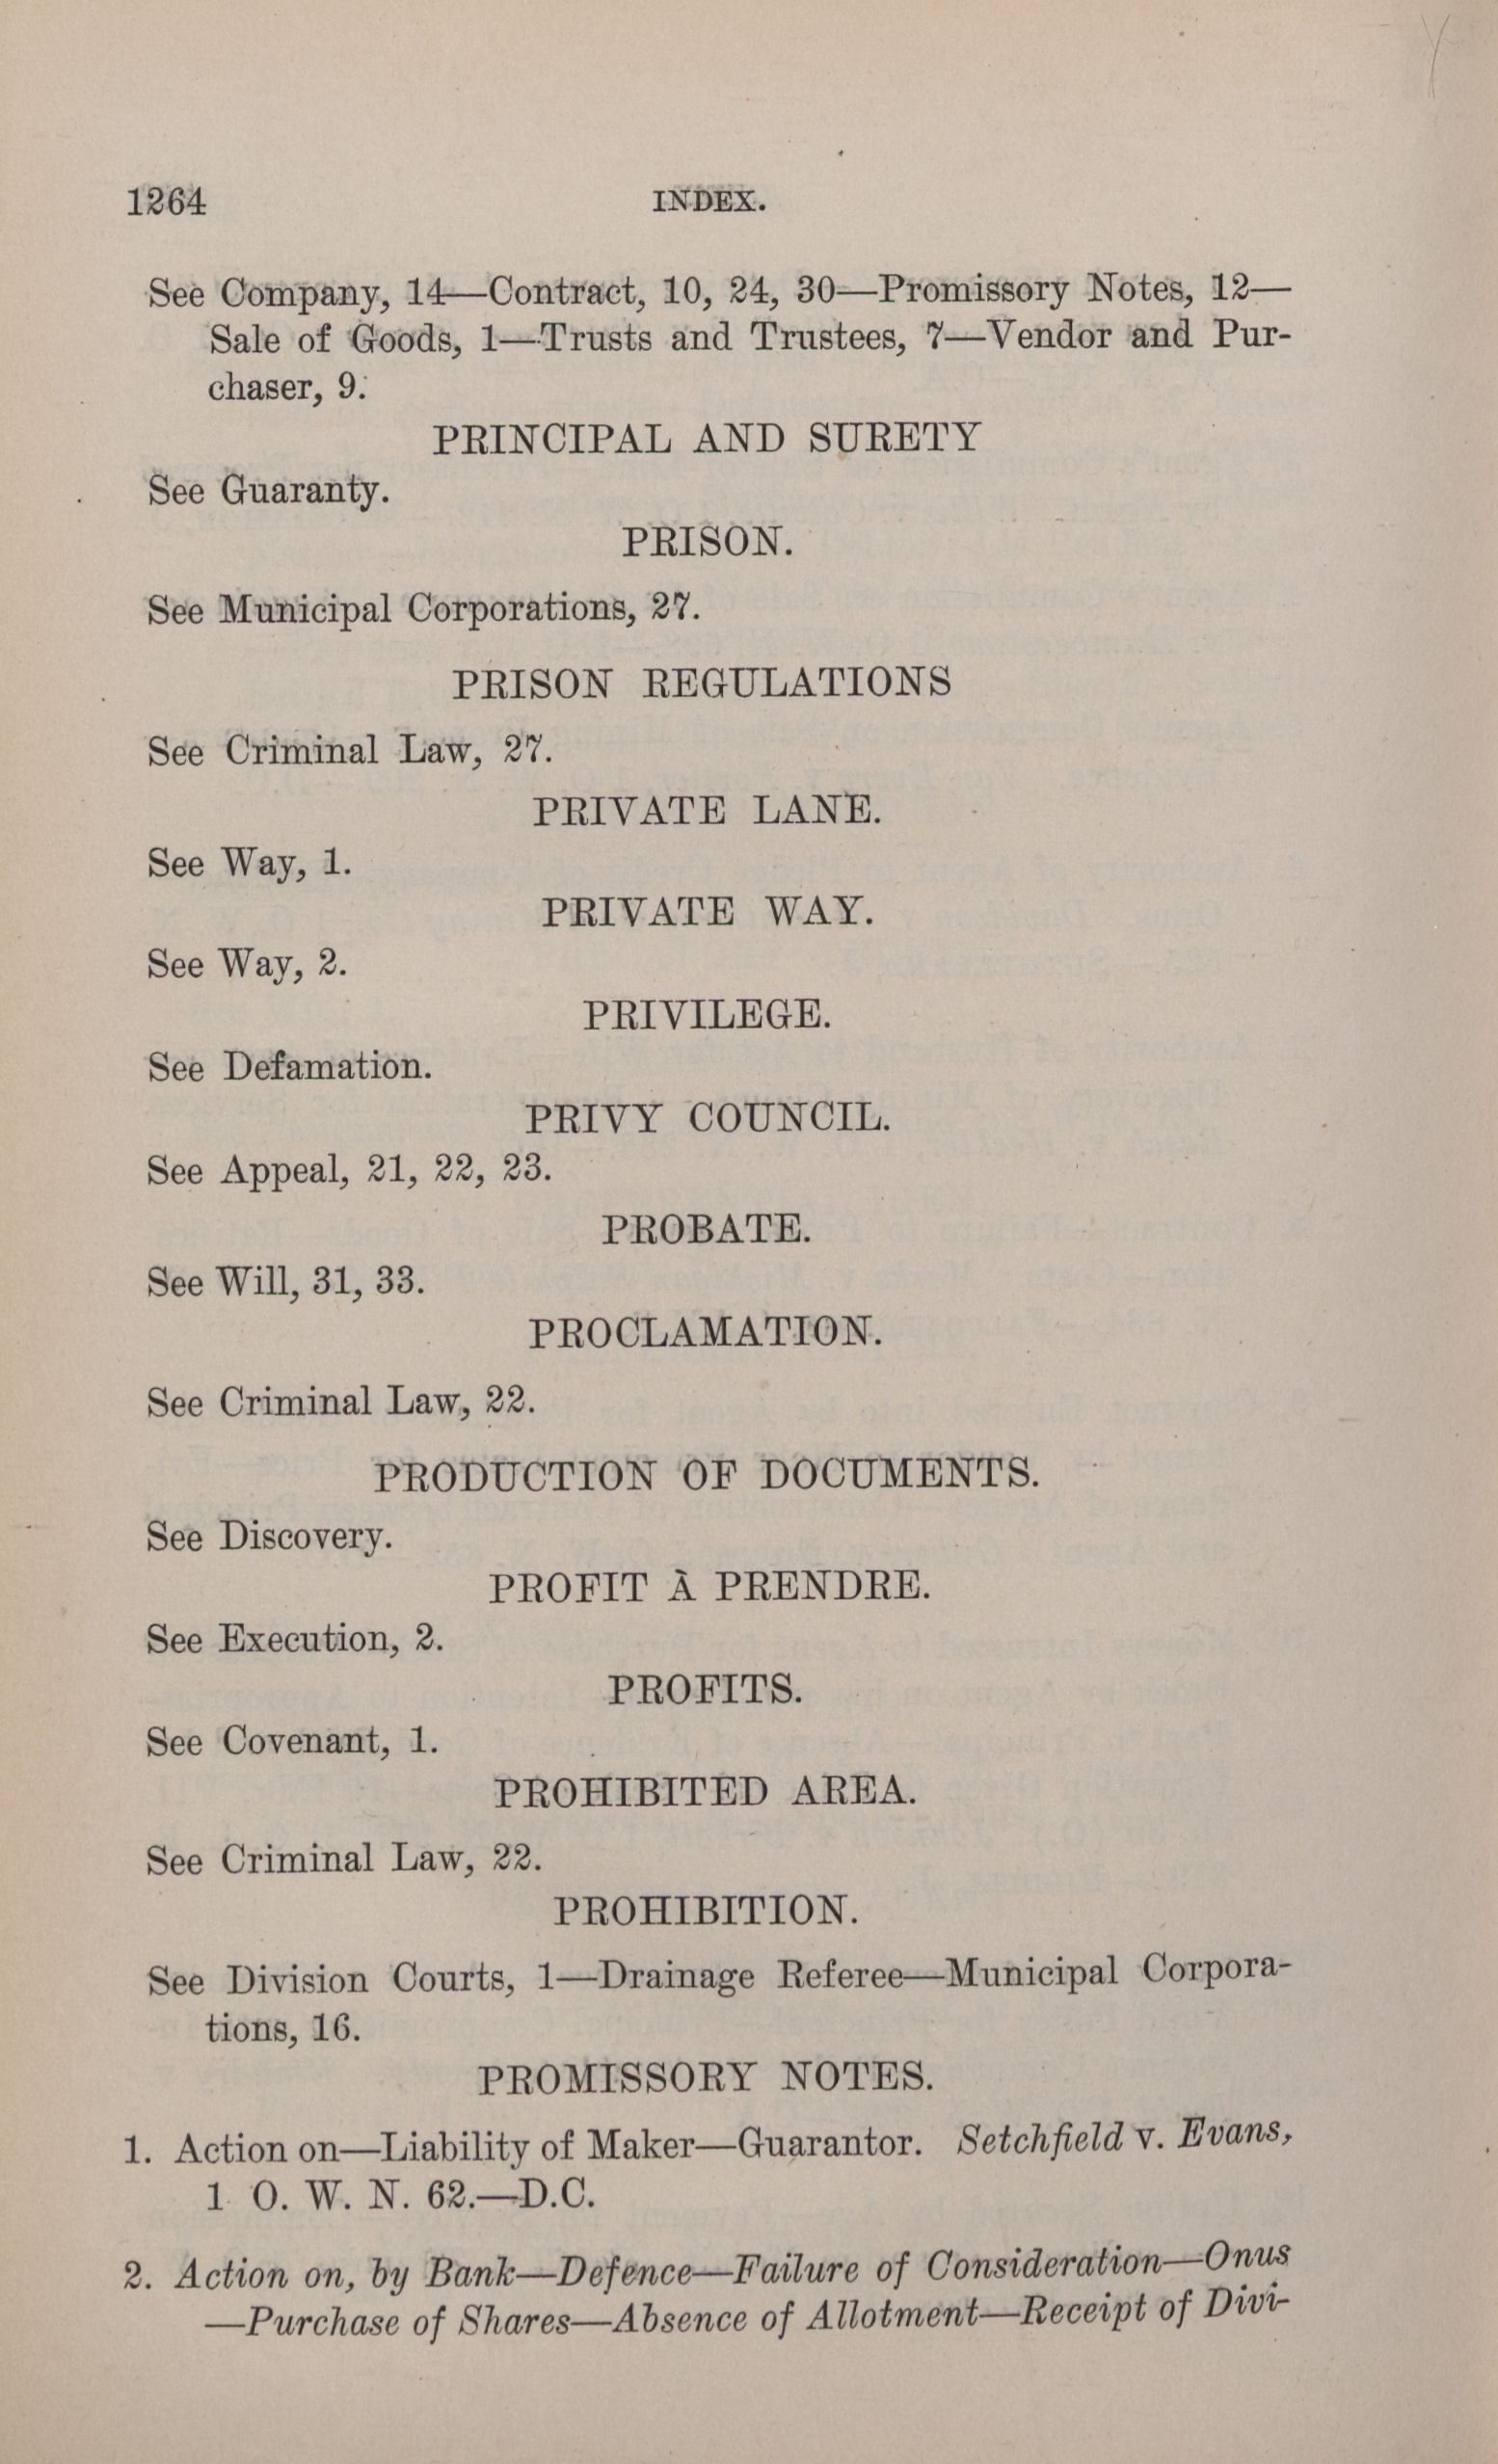 1264 INDEX.
See Company, 14—Contract, 10, 24, 30—Promissory Notes, 12—
Sale of Goods, 1—Trusts and Trustees, 7—Vendor and Pur-
chaser, 9.
PRINCIPAL AND SURETY
See Guaranty.
PRISON.
See Municipal Corporations, 27.
PRISON REGULATIONS
See Criminal Law, 27.
PRIVATE LANE.
See Way, 1.
PRIVATE WAY.
See Way, 2.
PRIVILEGE.
See Defamation.
PRIVY COUNCIL.
See Appeal, 21, 22, 23.
PROBATE.
See Will, 31, 33.
PROCLAMATION.
See Criminal Law, 22.
PRODUCTION OF DOCUMENTS.
See Discovery.
PROFIT À PRENDRE.
See Execution, 2.
PROFITS.
See Covenant, 1.
PROHIBITED AREA.
See Criminal Law, 22.
PROHIBITION.
See Division Courts, 1—Drainage Referee—Municipal Corpora-
tions, 16.
PROMISSORY NOTES.
1. Action on—Liability of Maker—Guarantor. Setchfield v. Evans,
1 O. W. N. 62.—D.C.
2. Action on, by Bank—Defence—Failure of Consideration—Onus
—Purchase of Shares—Absence of Allotment—Receipt of Divi-